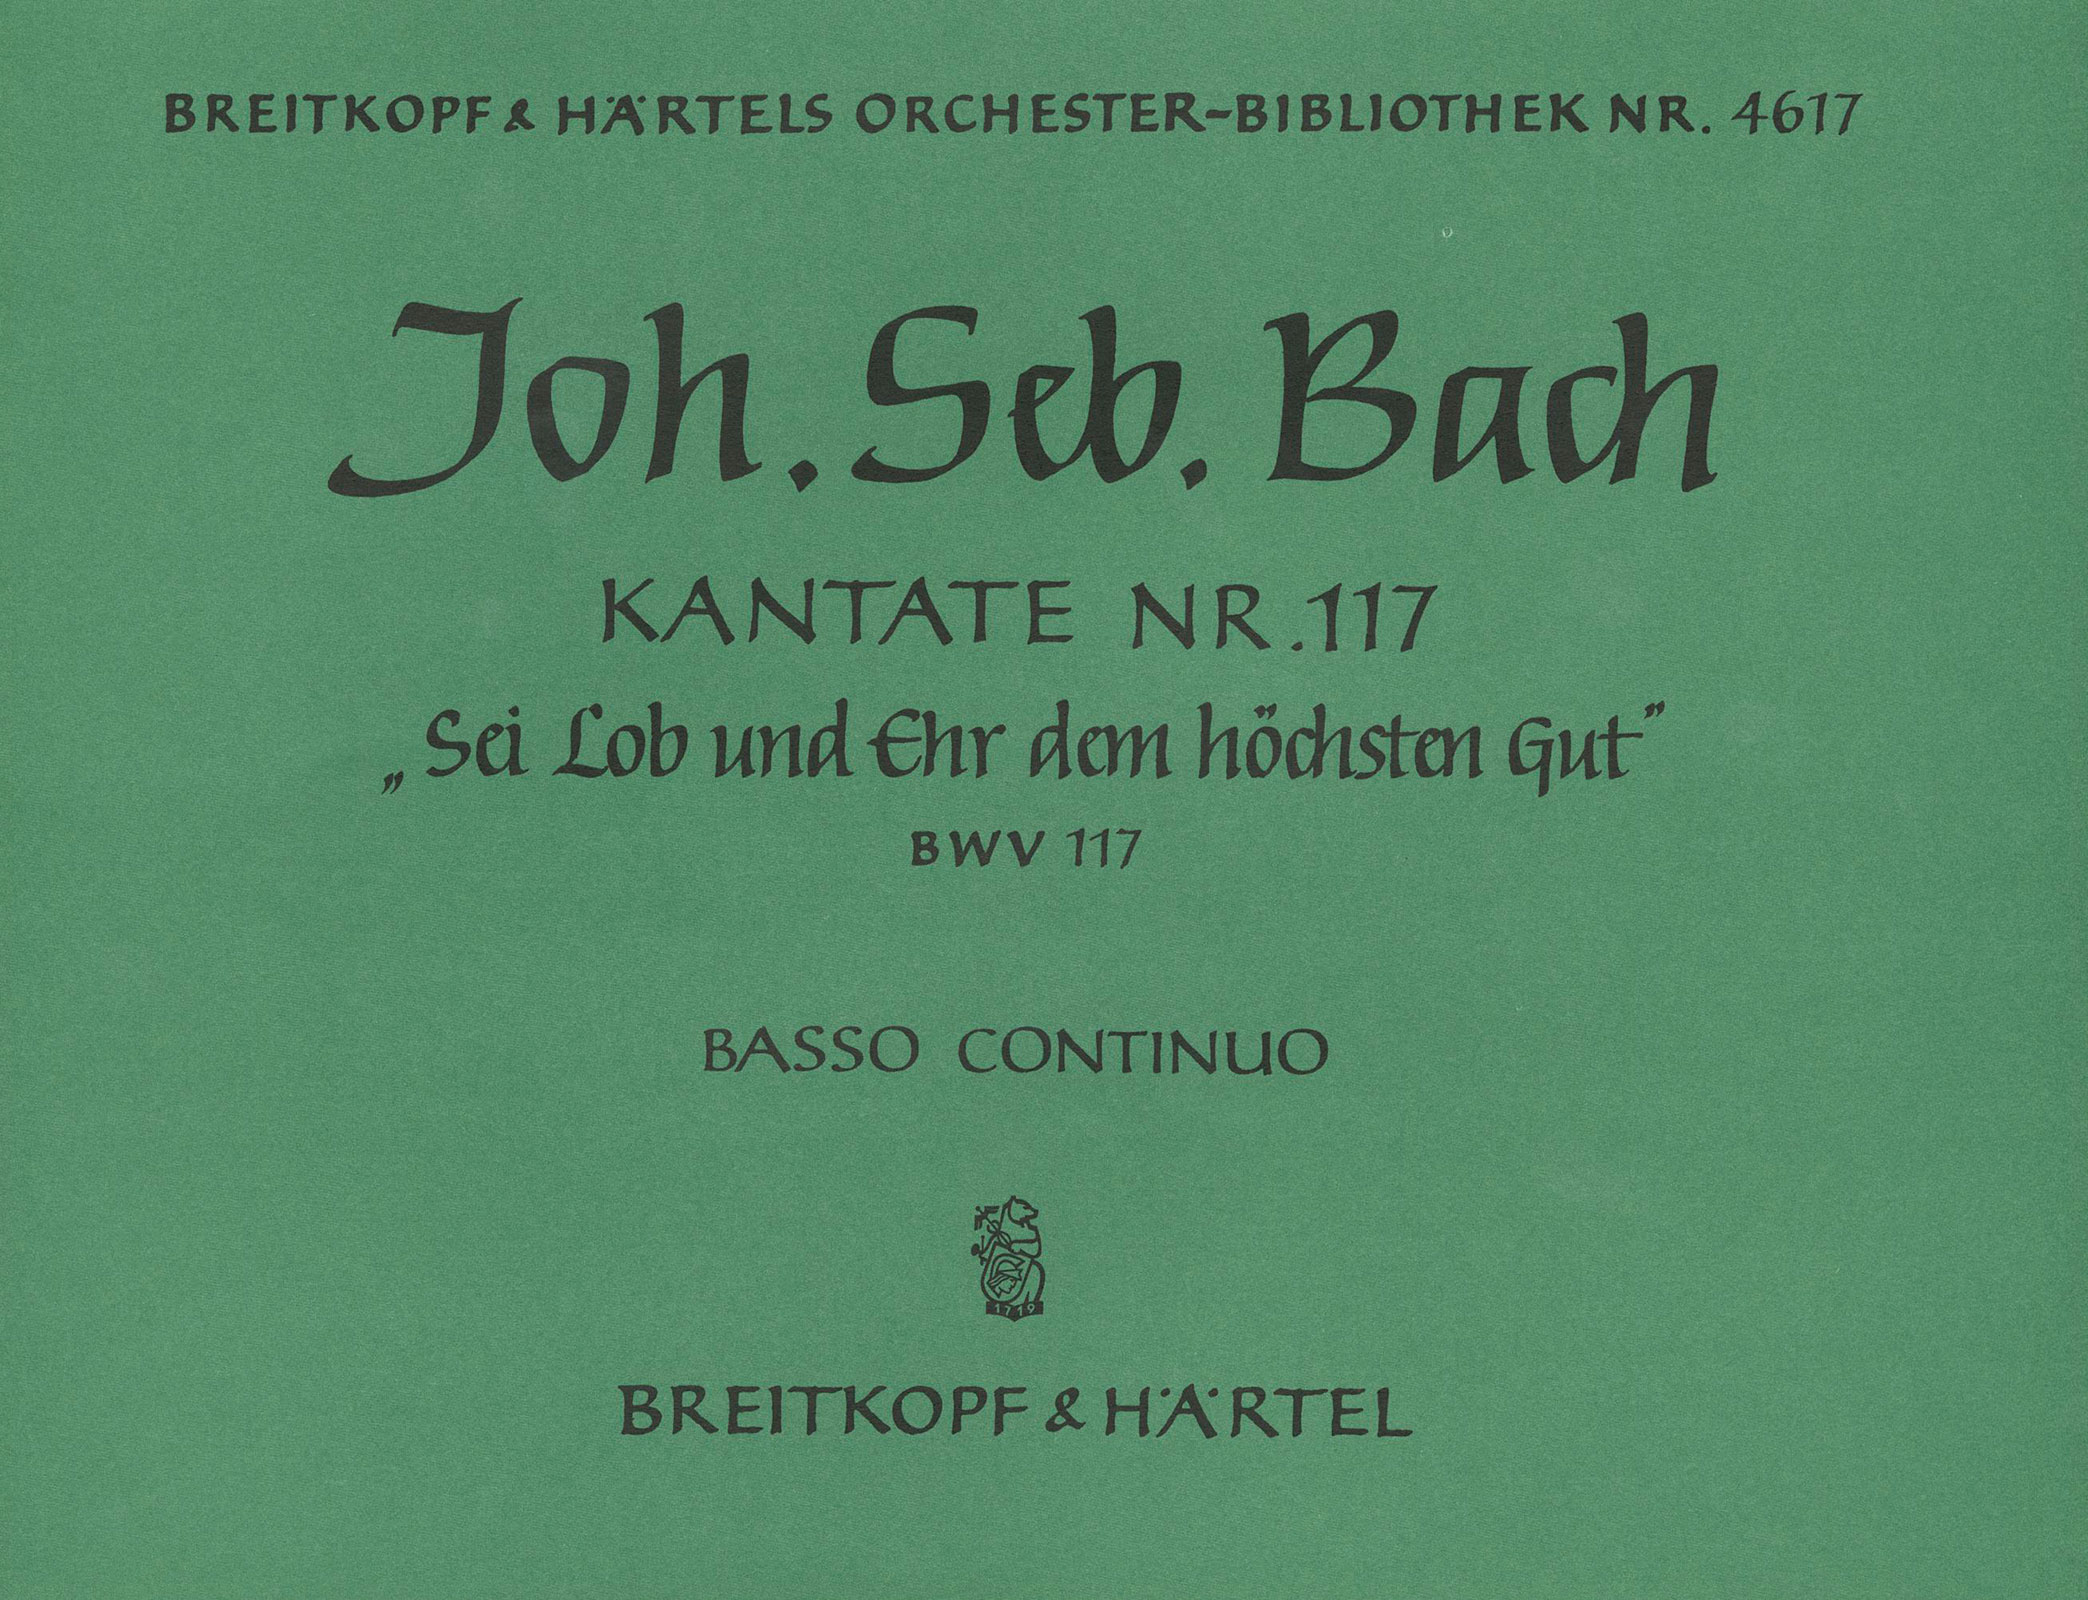 BREITKOPF & HÄRTELS ORCHESTER-BIBLIOTHEK NR. 4617
Joh. Seb. Bach
KANTATE NR. 117
„Sei Lob und Ehr dem höchsten Gut”
BWV 117
BASSO CONTINUO
1719
BREITKOPF & HÄRTEL